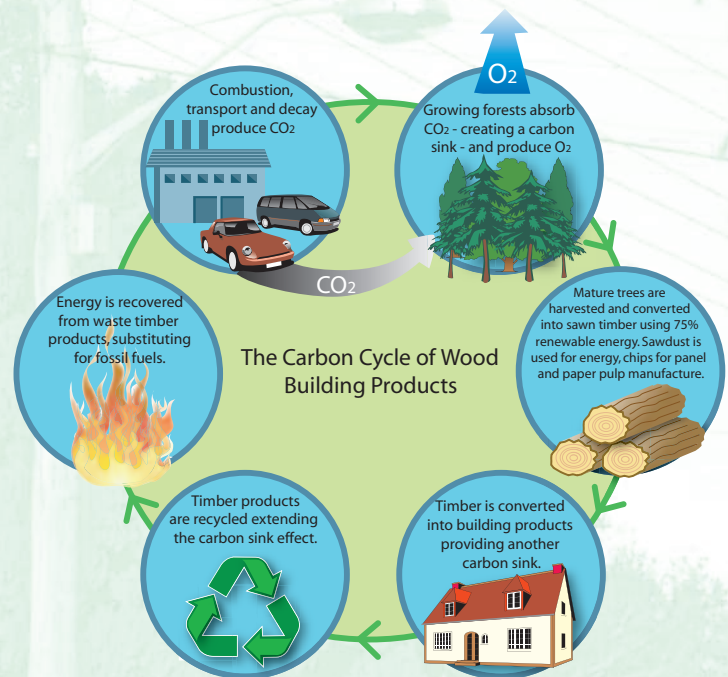 O2
Combustion,
transport and decay
produce CO2
Growing forests absorb
CO2 - creating a carbon
sink - and produce O2
CO2
Mature trees are
harvested and converted
into sawn timber using 75%
renewable energy. Sawdust is
used for energy, chips for panel
and paper pulp manufacture.
Energy is recovered
from waste timber
products, substituting
for fossil fuels.
The Carbon Cycle of Wood
Building Products
Timber products
are recycled extending
the carbon sink effect.
Timber is converted
into building products
providing another
carbon sink.